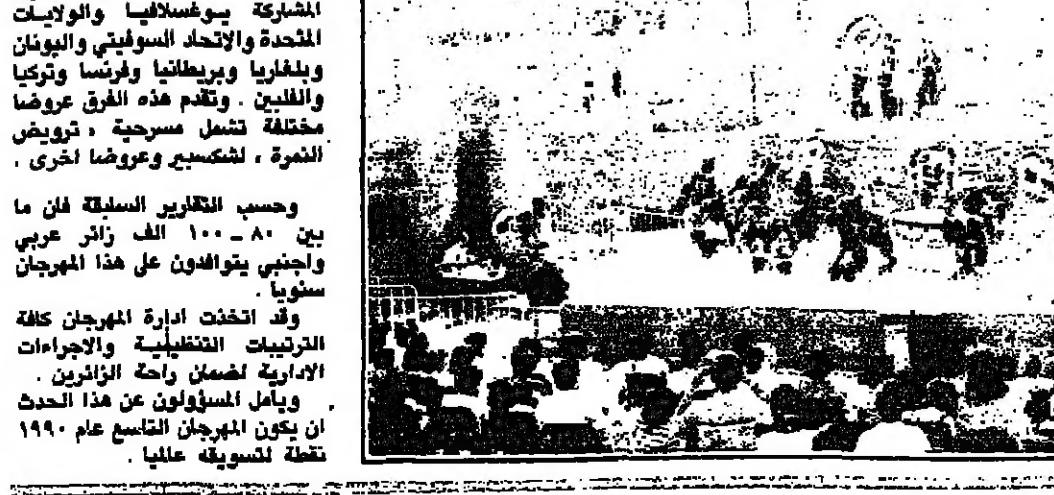 المشاركة يوغسلافيا والولايات
المتحدة والاتحاد السوفيتي واليونان
وبلغاريا وبريطانيا وفرنسا وتركيا
والفلبين . وتقدم هذه الفرق عروضا
مختلفة تشمل مسرحية « ترويض
النمرة » لشكسبير وعروضا اخرى .
وحسب التقارير السابقة فان ما
بين ٨٠ ــ ١٠٠ الف زائر عربي
واجنبي يتوافدون على هذا المهرجان
سنويا .
وقد اتخذت ادارة المهرجان كافة
الترتيبات التنظيمية والاجراءات
الادارية لضمان راحة الزائرين .
ويأمل المسؤولون عن هذا الحدث
ان يكون المهرجان التاسع عام ١٩٩٠
نقطة لتسويقه عالميا .